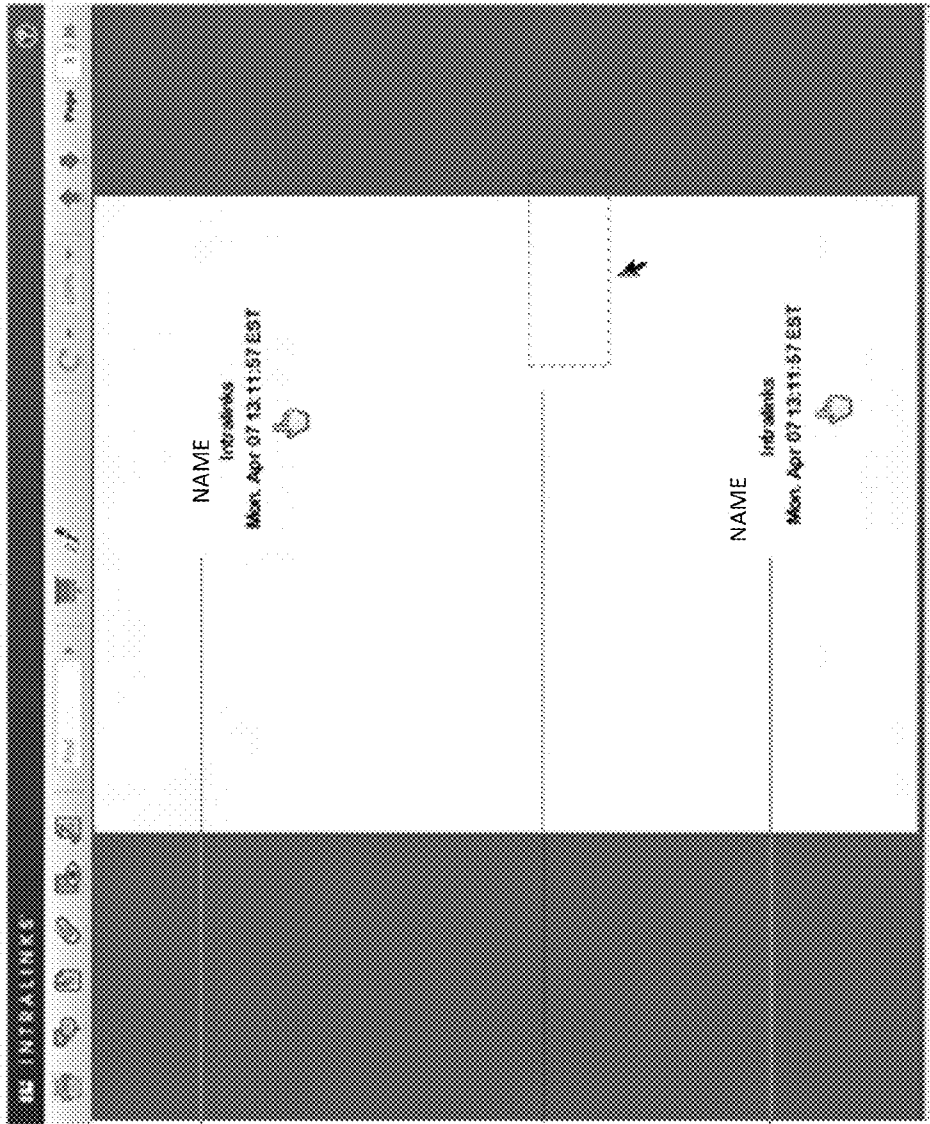 INTRALINKS
Page
NAME
Intralinks
Mon. Apr 07 13:11:57 EST
NAME
Intralinks
Mon. Apr 07 13:11:57 EST